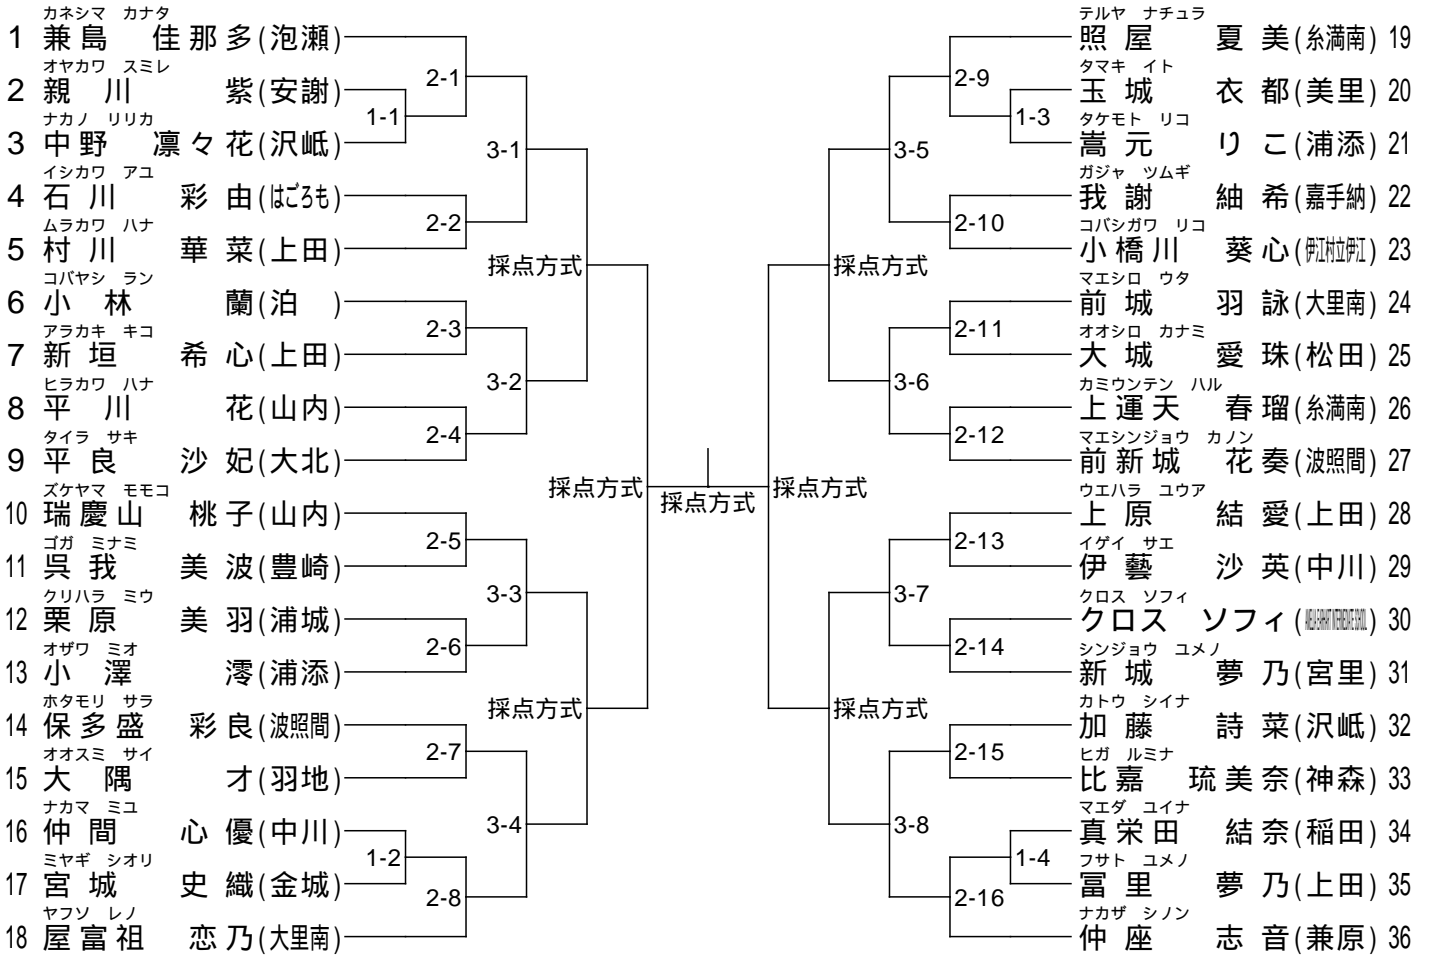 カネシマ カナタ
1 兼島 佳那多(泡瀬)
オヤカワ スミレ
2 親川 紫(安謝)
ナカノ リリカ
3 中野 凛々花(沢岻)
イシカワ アユ
4 石川 彩由(はごろも)
ムラカワ ハナ
5 村川 華菜(上田)
コバヤシ ラン
6 小林 蘭(泊)
アラカキ キコ
7 新垣 希心(上田)
ヒラカワ ハナ
8 平川 花(山内)
タイラ サキ
9 平良 沙妃(大北)
ズケヤマ モモコ
10 瑞慶山 桃子(山内)
ゴガ ミナミ
11 呉我 美波(豊崎)
クリハラ ミウ
12 栗原 美羽(浦城)
オザワ ミオ
13 小澤 澪(浦添)
ホタモリ サラ
14 保多盛 彩良(波照間)
オオスミ サイ
15 大隅 才(羽地)
ナカマ ミユ
16 仲間 心優(中川)
ミヤギ シオリ
17 宮城 史織(金城)
ヤフソ レノ
18 屋富祖 恋乃(大里南)
1-1
1-2
2-1
2-2
2-3
2-4
2-5
2-6
2-7
2-8
3-1
3-2
3-3
3-4
採点方式
採点方式
採点方式
採点方式
採点方式
採点方式
採点方式
3-5
3-6
3-7
3-8
2-9
2-10
2-11
2-12
2-13
2-14
2-15
2-16
1-3
1-4
テルヤ ナチュラ
照屋 夏美(糸満南) 19
タマキ イト
玉城 衣都(美里) 20
タケモト リコ
嵩元 りこ(浦添) 21
ガジャ ツムギ
我謝 紬希(嘉手納) 22
コバシガワ リコ
小橋川 葵心(伊江村立伊江) 23
マエシロ ウタ
前城 羽詠(大里南) 24
オオシロ カナミ
大城 愛珠(松田) 25
カミウンテン ハル
上運天 春瑠(糸満南) 26
マエシンジョウ カノン
前新城 花奏(波照間) 27
ウエハラ ユウア
上原 結愛(上田) 28
イゲイ サエ
伊藝 沙英(中川) 29
クロス ソフィ
クロス ソフィ( ) 30
シンジョウ ユメノ
新城 夢乃(宮里) 31
カトウ シイナ
加藤 詩菜(沢岻) 32
ヒガ ルミナ
比嘉 琉美奈(神森) 33
マエダ ユイナ
真栄田 結奈(稲田) 34
フサト ユメノ
冨里 夢乃(上田) 35
ナカザ シノン
仲座 志音(兼原) 36